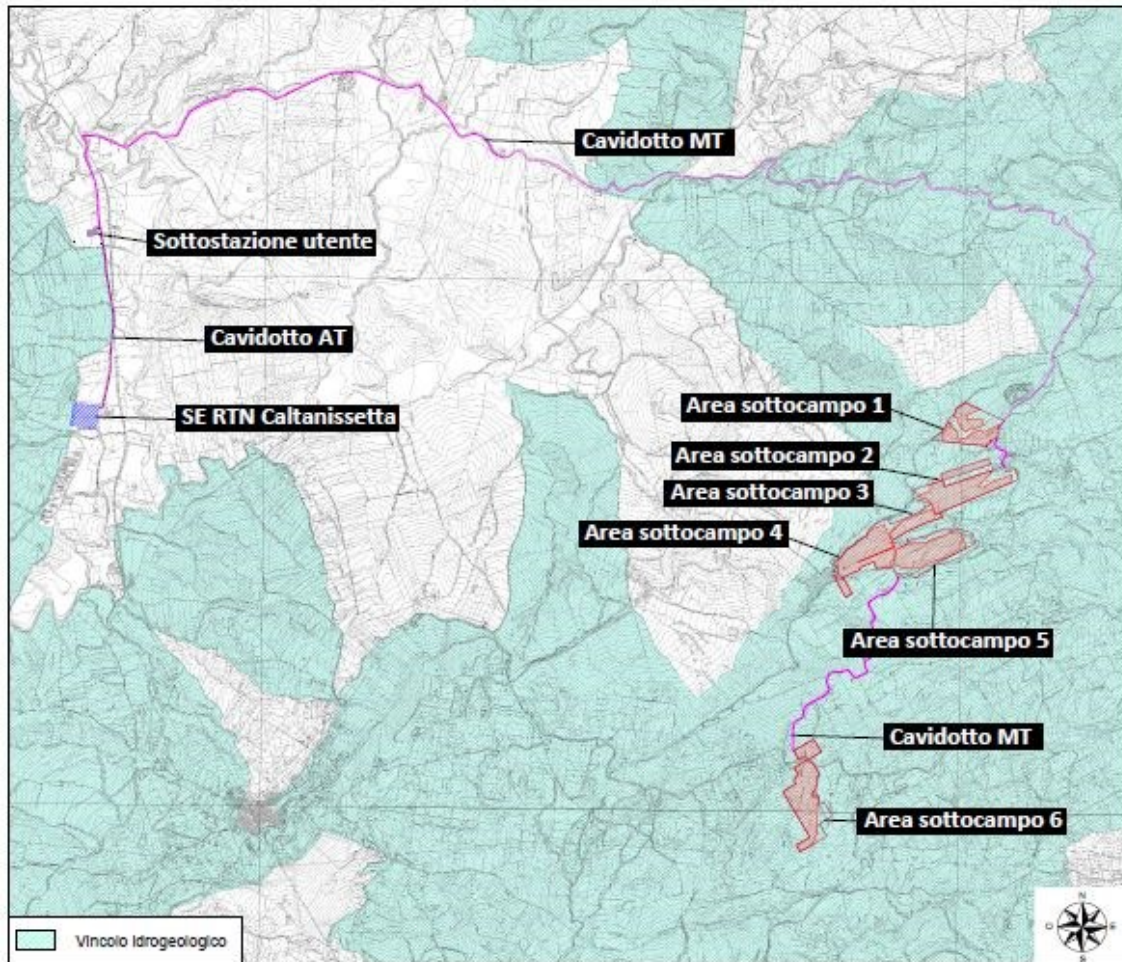 Cavidotto MT
Sottostazione utente
Cavidotto AT
SE RTN Caltanissetta
Area sottocampo 1
Area sottocampo 2
Area sottocampo 3
Area sottocampo 4
Area sottocampo 5
Cavidotto MT
Area sottocampo 6
Vincolo Idrogeologico
N
O
E
S